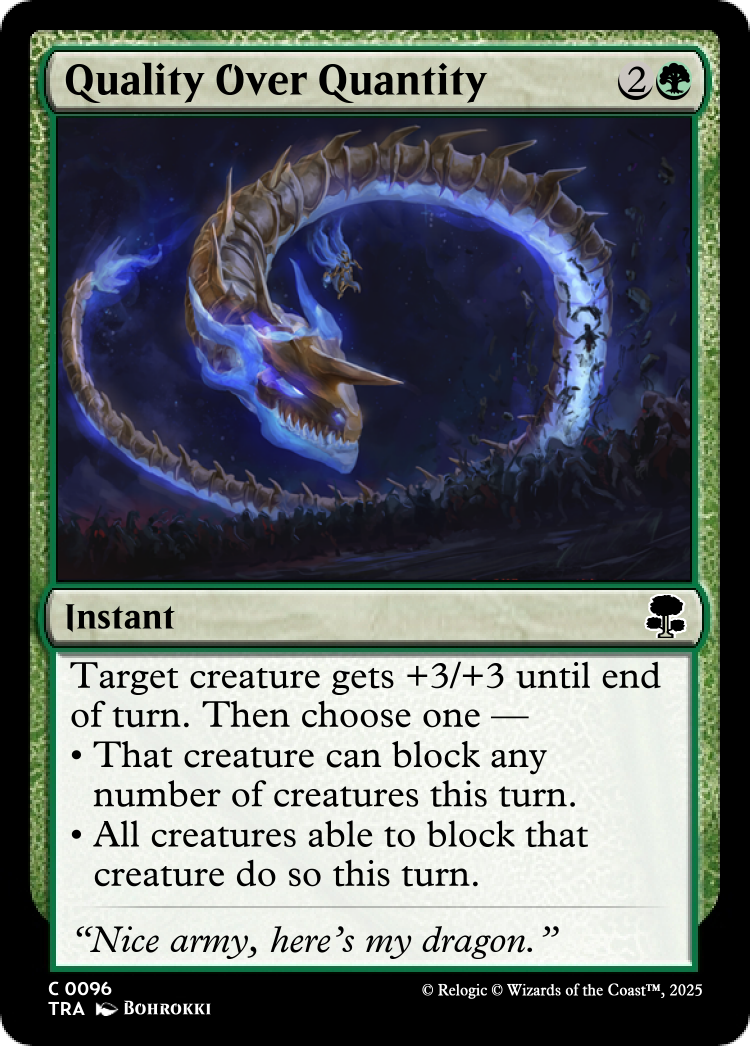 Quality Over Quantity 2
Instant
Target creature gets +3/+3 until end
of turn. Then choose one —
• That creature can block any
number of creatures this turn.
• All creatures able to block that
creature do so this turn.
“Nice army, here’s my dragon.”
C 0096
TRA BOHROKKI
© Relogic © Wizards of the Coast™, 2025